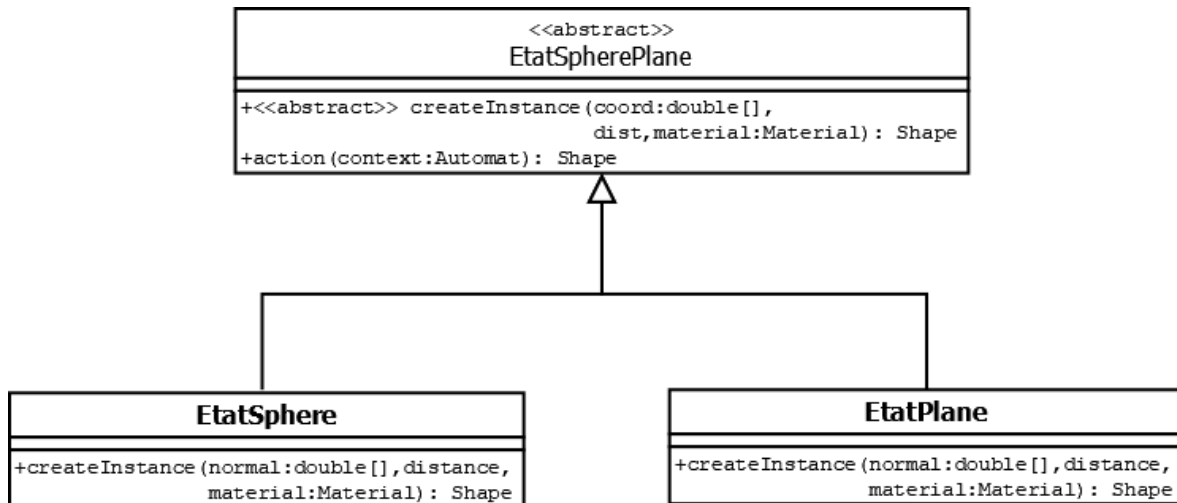 <<abstract>>
EtatSpherePlane
+<<abstract>> createInstance(coord:double[],
dist,material:Material): Shape
+action(context:Automat): Shape
EtatSphere
+createInstance(normal:double[],distance,
material:Material): Shape
EtatPlane
+createInstance(normal:double[],distance,
material:Material): Shape